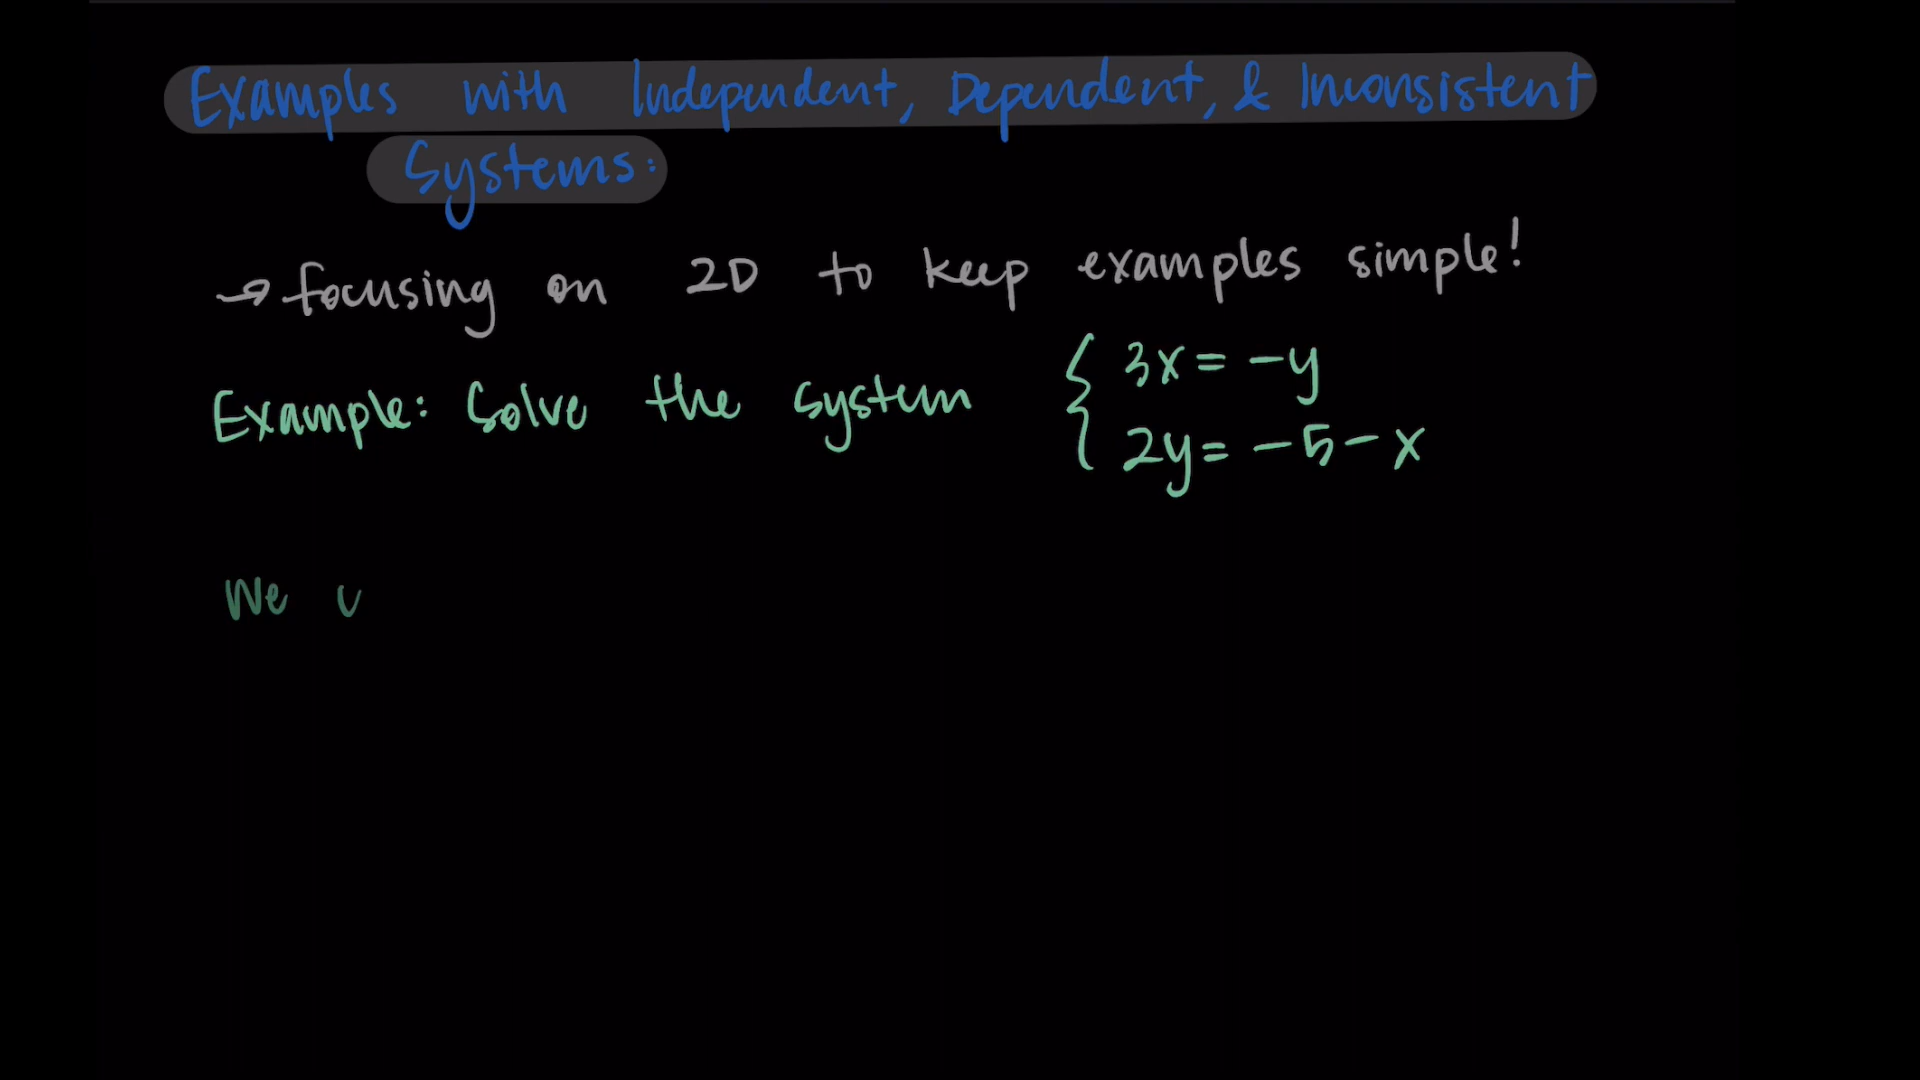 Examples with Independent, Dependent, & Inconsistent
Systems:
→ focusing on 2D to keep examples simple!
Example: Solve the system { 3x = -y
2y = -5 - x
We